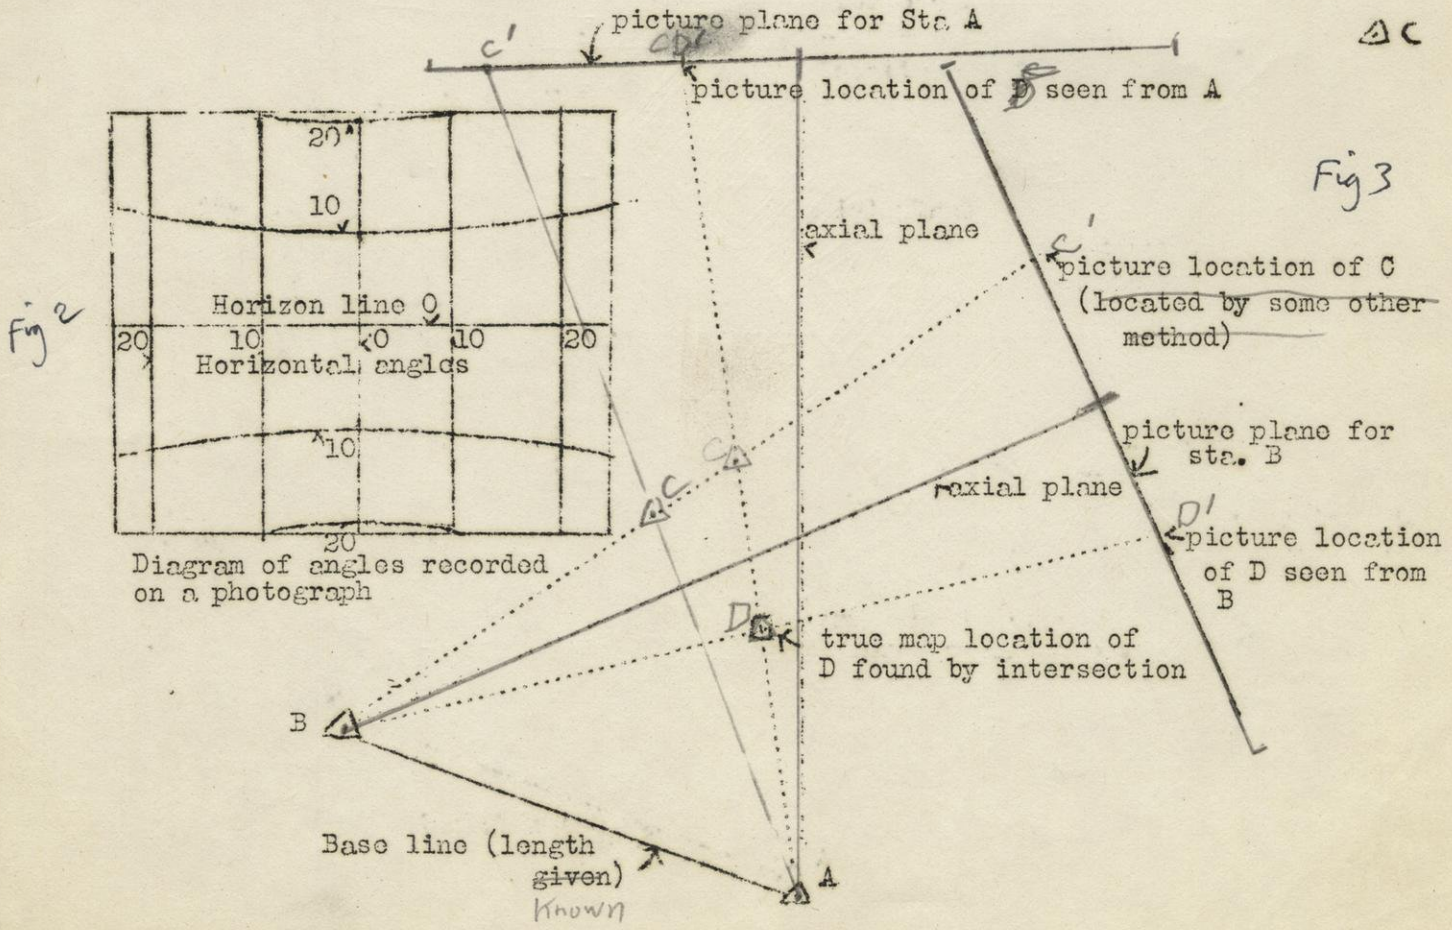 picture plane for Sta A
△ C
C'
picture location of D seen from A
Fig 3
20°
10
axial plane
C'
picture location of C
(located by some other
method)
Fig 2
Horizon line 0
20 10 0 10 20
Horizontal angles
10
20
Diagram of angles recorded
on a photograph
C
C
picture plane for
sta. B
axial plane
D'
picture location
of D seen from
B
D
true map location of
D found by intersection
B
Base line (length
given)
Known
A